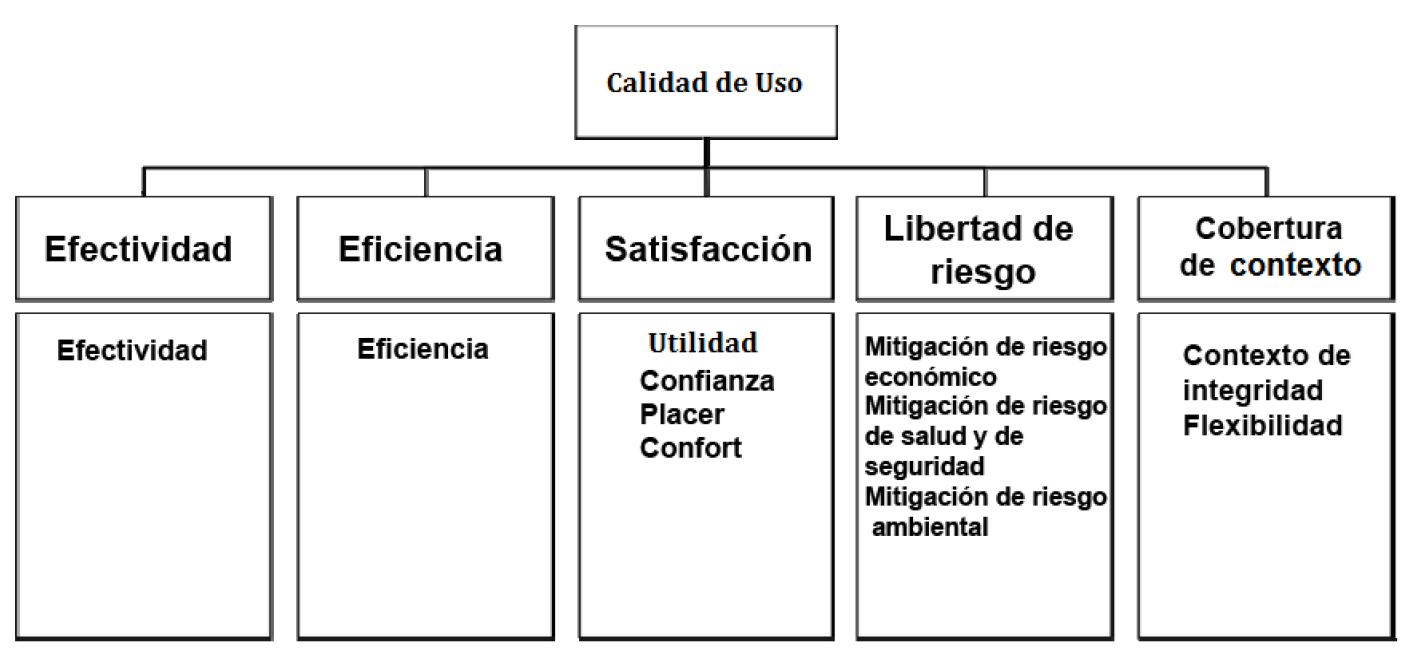 Calidad de Uso
Efectividad
Eficiencia
Satisfacción
Libertad de
riesgo
Cobertura
de contexto
Efectividad
Eficiencia
Utilidad
Confianza
Placer
Confort
Mitigación de riesgo
económico
Mitigación de riesgo
de salud y de
seguridad
Mitigación de riesgo
ambiental
Contexto de
integridad
Flexibilidad